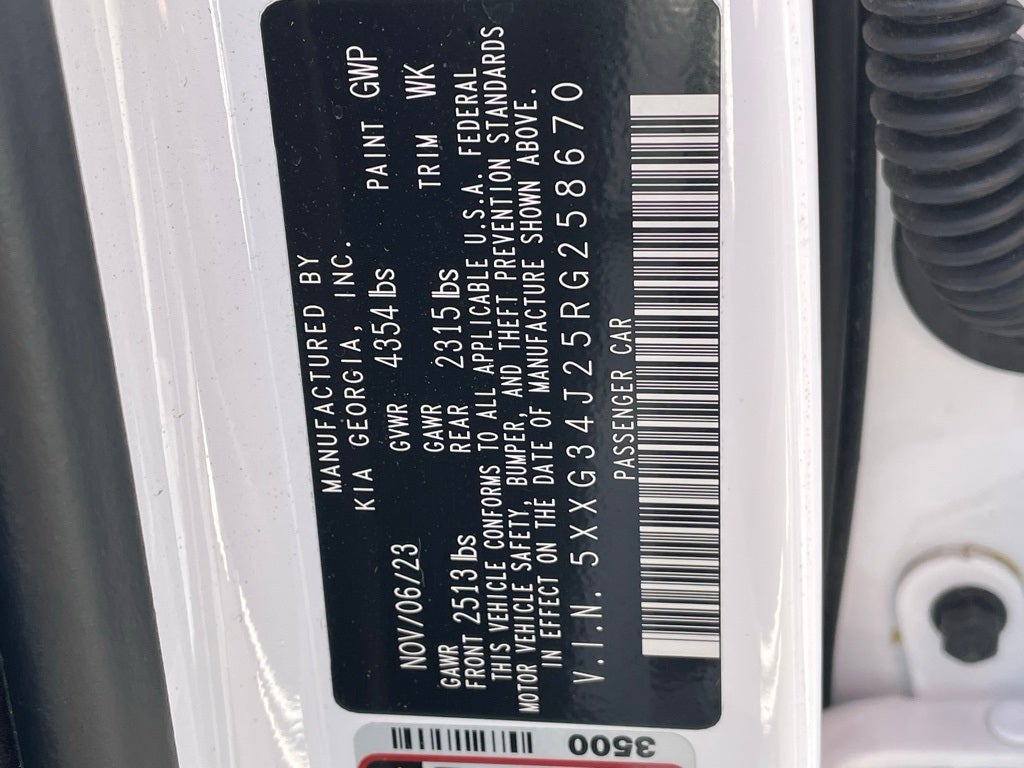 MANUFACTURED BY
KIA GEORGIA, INC.
NOV/06/23 GVWR 4354 lbs PAINT GWP
GAWR FRONT 2513 lbs GAWR REAR 2315 lbs TRIM WK
THIS VEHICLE CONFORMS TO ALL APPLICABLE U.S.A. FEDERAL
MOTOR VEHICLE SAFETY, BUMPER, AND THEFT PREVENTION STANDARDS
IN EFFECT ON THE DATE OF MANUFACTURE SHOWN ABOVE.
V.I.N. 5XXG34J25RG258670
PASSENGER CAR
3500